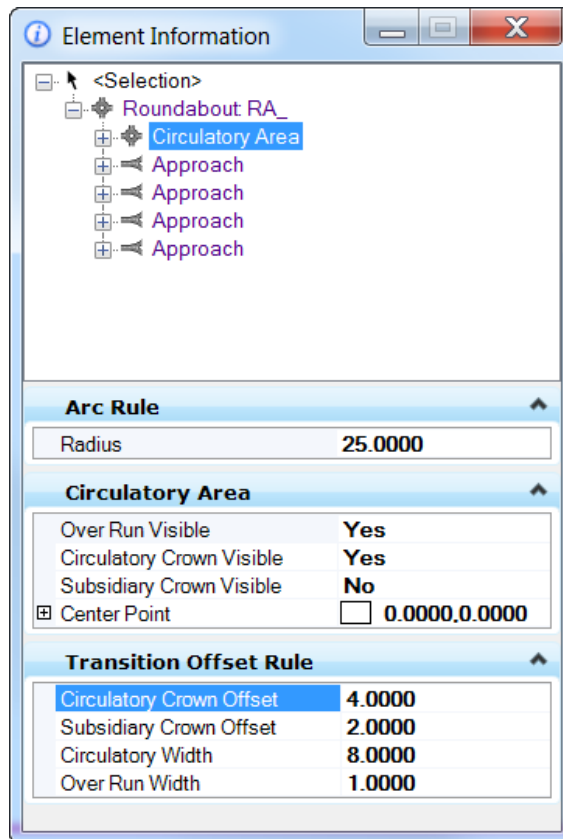 Element Information
<Selection>
Roundabout: RA_
Circulatory Area
Approach
Approach
Approach
Approach
Arc Rule
Radius 25.0000
Circulatory Area
Over Run Visible Yes
Circulatory Crown Visible Yes
Subsidiary Crown Visible No
Center Point 0.0000,0.0000
Transition Offset Rule
Circulatory Crown Offset 4.0000
Subsidiary Crown Offset 2.0000
Circulatory Width 8.0000
Over Run Width 1.0000